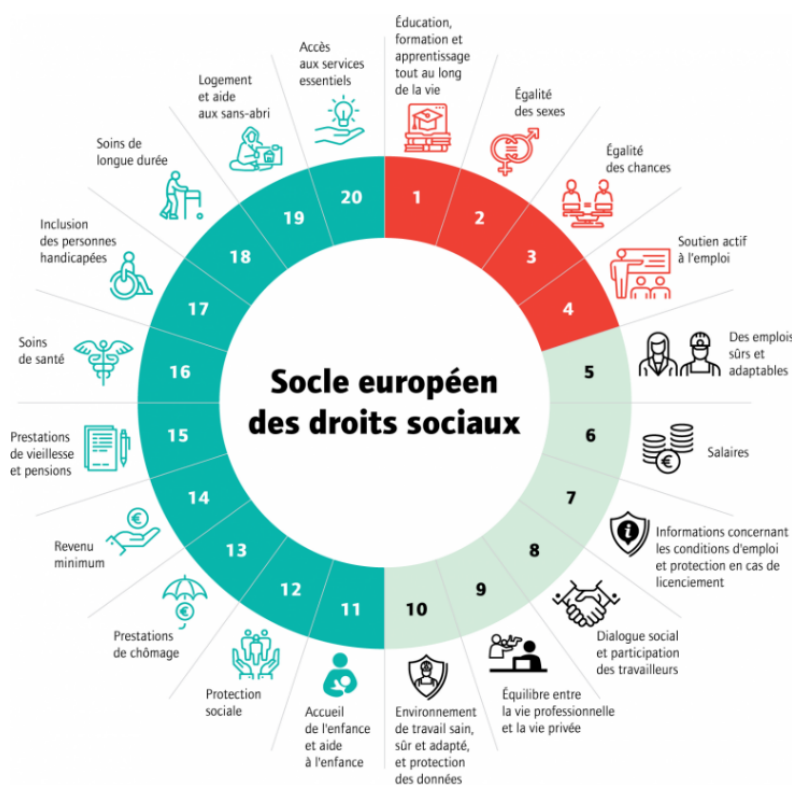 Socle européen
des droits sociaux
1
Éducation,
formation et
apprentissage
tout au long
de la vie
2
Égalité
des sexes
3
Égalité
des chances
4
Soutien actif
à l'emploi
5
Des emplois
sûrs et
adaptables
6
Salaires
7
Informations concernant
les conditions d'emploi
et protection en cas de
licenciement
8
Dialogue social
et participation
des travailleurs
9
Équilibre entre
la vie professionnelle
et la vie privée
10
Environnement
de travail sain,
sûr et adapté,
et protection
des données
11
Accueil
de l'enfance
et aide
à l'enfance
12
Protection
sociale
13
Prestations
de chômage
14
Revenu
minimum
15
Prestations
de vieillesse
et pensions
16
Soins
de santé
17
Inclusion
des personnes
handicapées
18
Soins de
longue durée
19
Logement
et aide
aux sans-abri
20
Accès
aux services
essentiels